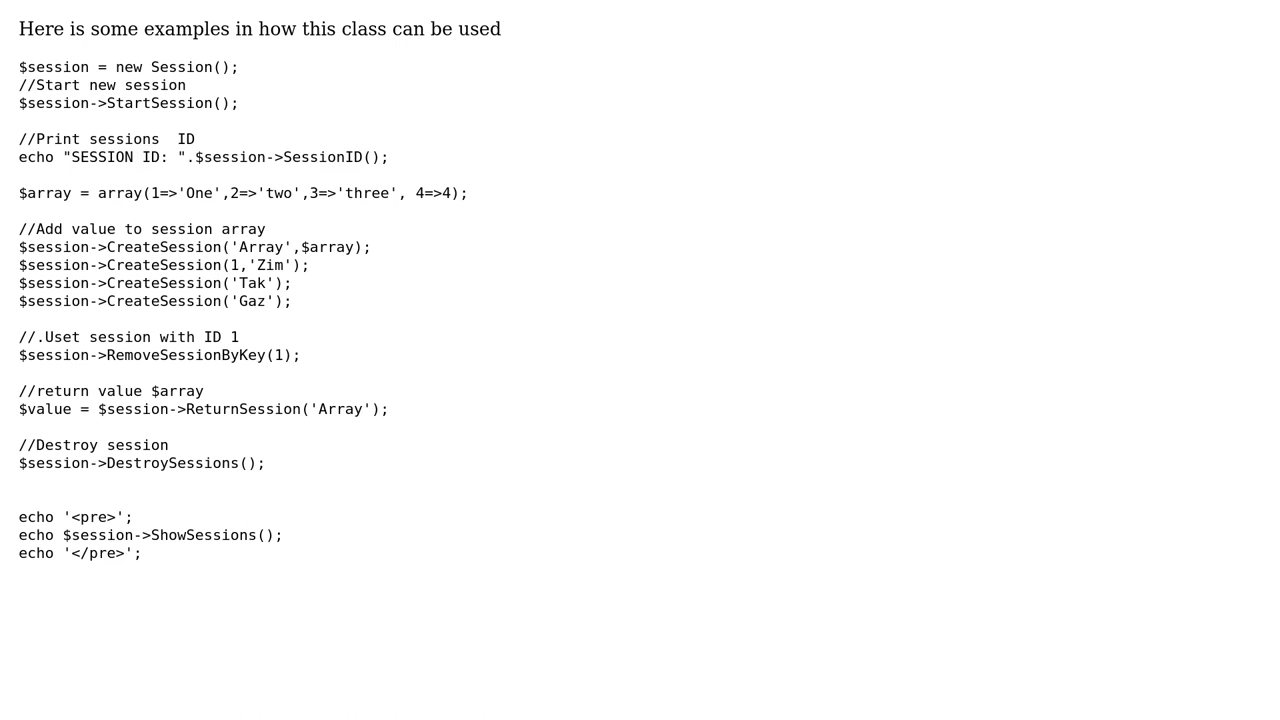 Here is some examples in how this class can be used
$session = new Session();
//Start new session
$session->StartSession();
//Print sessions  ID
echo "SESSION ID: ".$session->SessionID();
$array = array(1=>'One',2=>'two',3=>'three', 4=>4);
//Add value to session array
$session->CreateSession('Array',$array);
$session->CreateSession(1,'Zim');
$session->CreateSession('Tak');
$session->CreateSession('Gaz');
//.Uset session with ID 1
$session->RemoveSessionByKey(1);
//return value $array
$value = $session->ReturnSession('Array');
//Destroy session
$session->DestroySessions();
echo '<pre>';
echo $session->ShowSessions();
echo '</pre>';